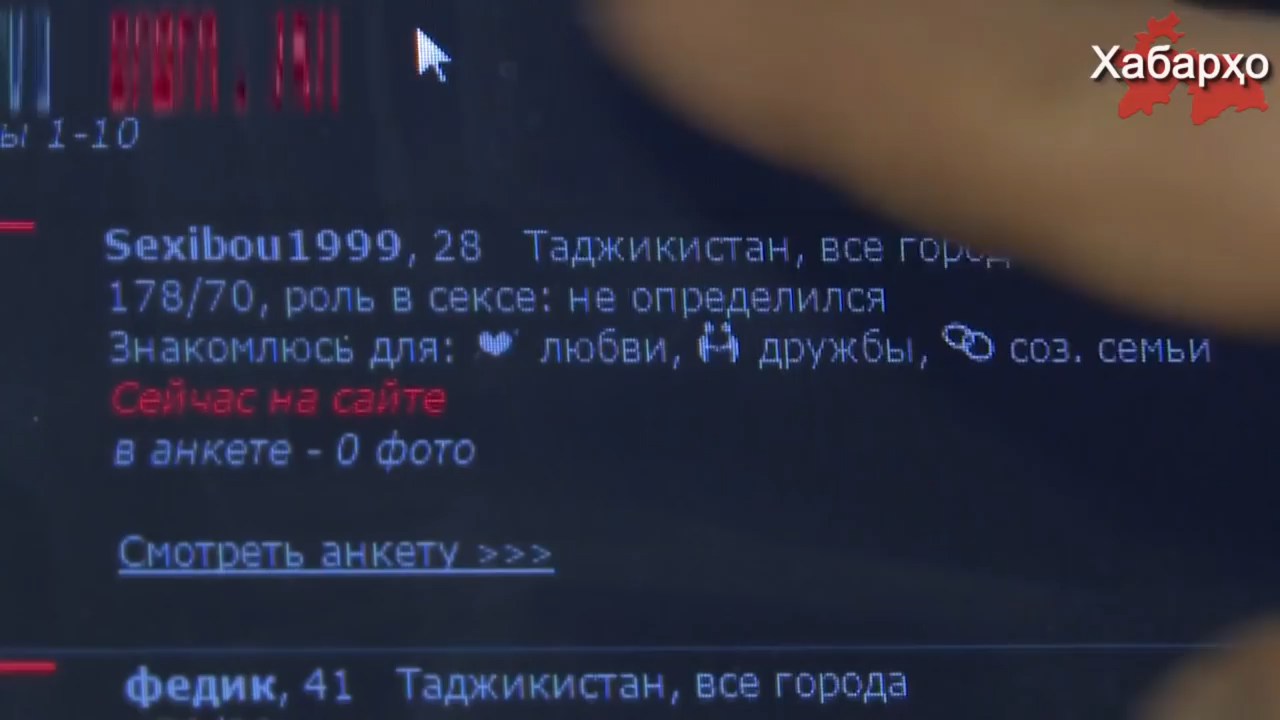 Хабарҳо
ы 1-10
Sexibou1999, 28 Таджикистан, все горо
178/70, роль в сексе: не определился
Знакомлюсь для: любви, дружбы, соз. семьи
Сейчас на сайте
в анкете - 0 фото
Смотреть анкету >>>
федик, 41 Таджикистан, все города